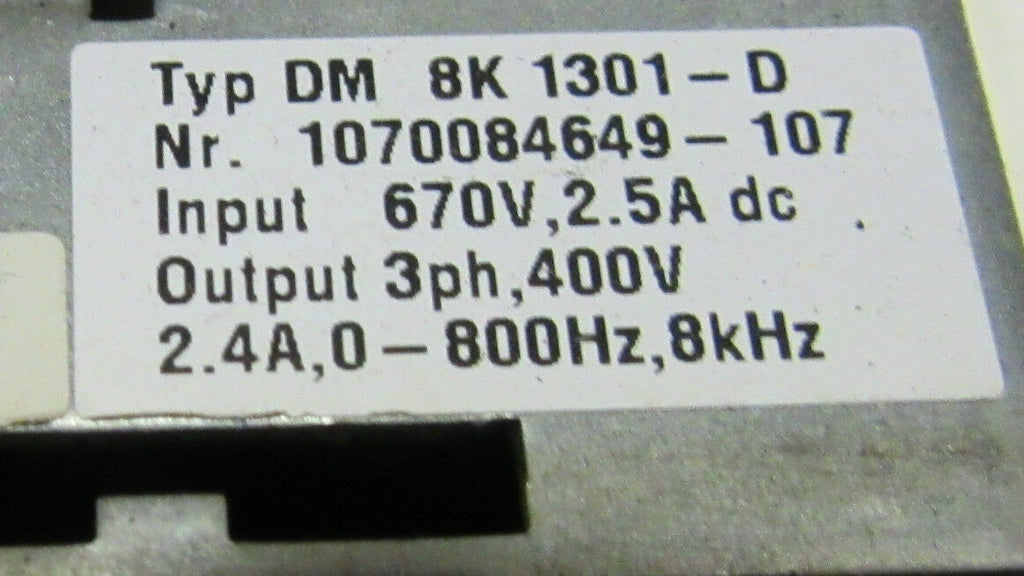 Typ DM 8K 1301-D
Nr. 1070084649-107
Input 670V,2.5A dc
Output 3ph,400V
2.4A,0-800Hz,8kHz